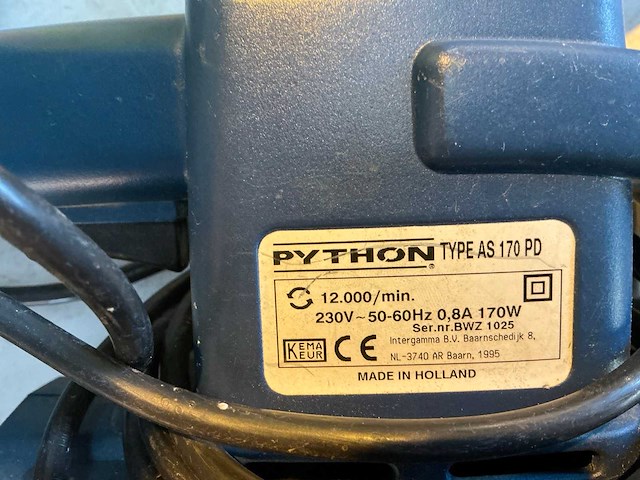 PYTHON® TYPE AS 170 PD
12.000/min.
230V~50-60Hz 0,8A 170W
Ser.nr.BWZ 1025
KEMA KEUR CE Intergamma B.V. Baarnschedijk 8,
NL-3740 AR Baarn, 1995
MADE IN HOLLAND